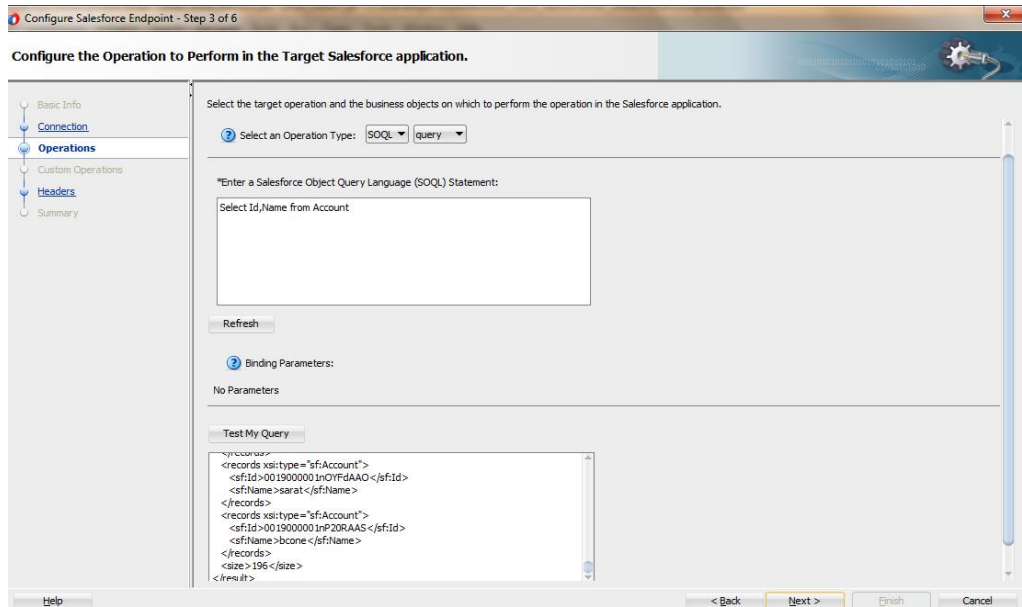 Configure Salesforce Endpoint - Step 3 of 6
Configure the Operation to Perform in the Target Salesforce application.
Basic Info
Connection
Operations
Custom Operations
Headers
Summary
Select the target operation and the business objects on which to perform the operation in the Salesforce application.
Select an Operation Type: SOQL query
*Enter a Salesforce Object Query Language (SOQL) Statement:
Select Id,Name from Account
Refresh
Binding Parameters:
No Parameters
Test My Query
</records>
<records xsi:type="sf:Account">
<sf:Id>0019000001nOYFdAAO</sf:Id>
<sf:Name>sarat</sf:Name>
</records>
<records xsi:type="sf:Account">
<sf:Id>0019000001nP20RAAS</sf:Id>
<sf:Name>bcone</sf:Name>
</records>
<size>196</size>
</result>
Help
< Back
Next >
Finish
Cancel